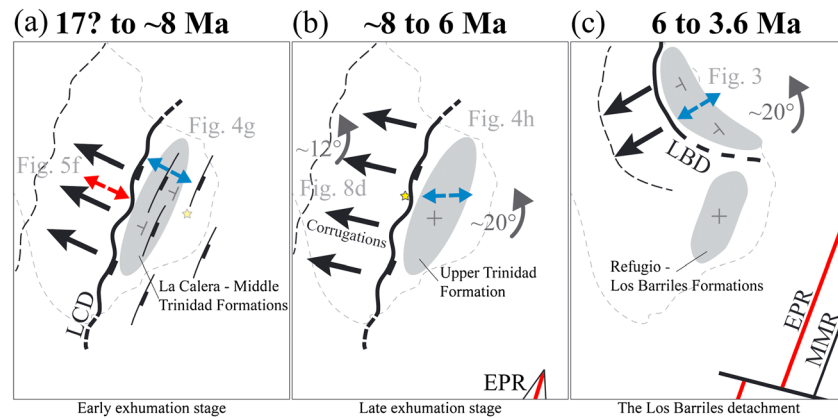 (a) 17? to ~8 Ma
Fig. 4g
Fig. 5f
La Calera - Middle
Trinidad Formations
LCD
Early exhumation stage
(b) ~8 to 6 Ma
Fig. 4h
~12°
Fig. 8d
~20°
Corrugations
Upper Trinidad
Formation
EPR
Late exhumation stage
(c) 6 to 3.6 Ma
Fig. 3
~20°
LBD
Refugio -
Los Barriles Formations
EPR
MMR
The Los Barriles detachment